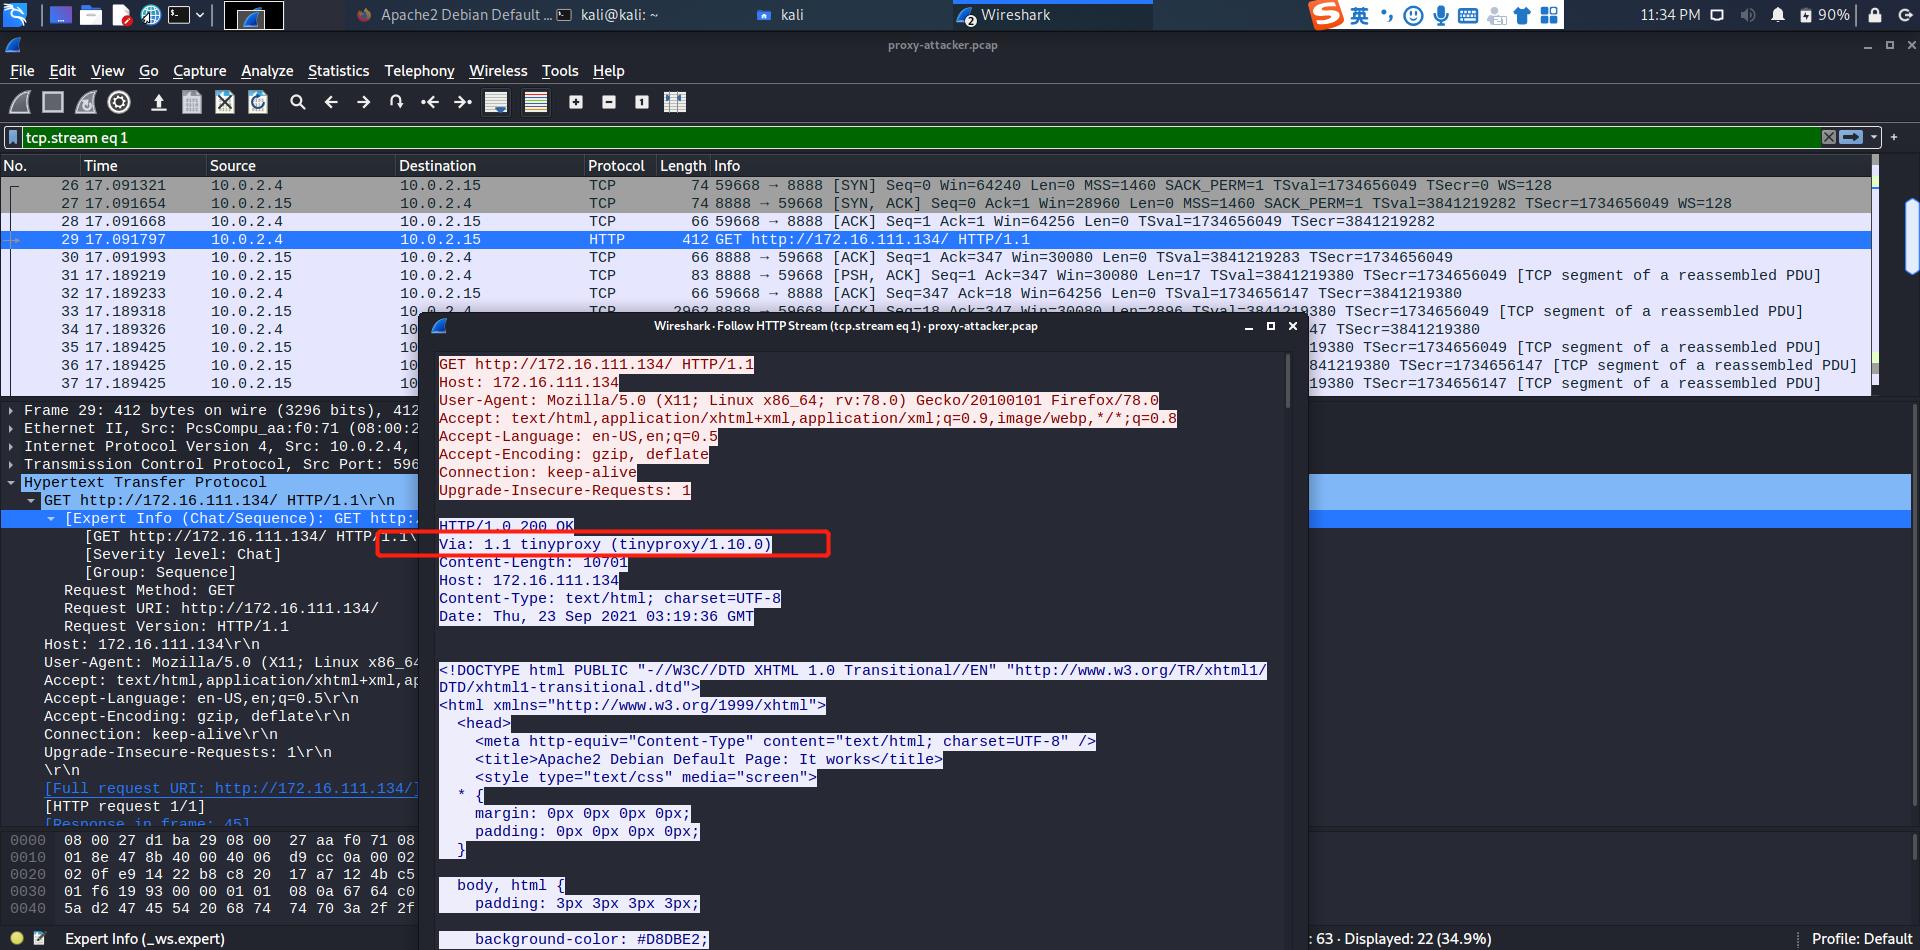 Apache2 Debian Default ...
kali@kali: ~
kali
2
Wireshark
英
11:34 PM
90%
proxy-attacker.pcap
File Edit View Go Capture Analyze Statistics Telephony Wireless Tools Help
tcp.stream eq 1
No. Time Source Destination Protocol Length Info
26 17.091321 10.0.2.4 10.0.2.15 TCP 74 59668 → 8888 [SYN] Seq=0 Win=64240 Len=0 MSS=1460 SACK_PERM=1 TSval=1734656049 TSecr=0 WS=128
27 17.091654 10.0.2.15 10.0.2.4 TCP 74 8888 → 59668 [SYN, ACK] Seq=0 Ack=1 Win=28960 Len=0 MSS=1460 SACK_PERM=1 TSval=3841219282 TSecr=1734656049 WS=128
28 17.091668 10.0.2.4 10.0.2.15 TCP 66 59668 → 8888 [ACK] Seq=1 Ack=1 Win=64256 Len=0 TSval=1734656049 TSecr=3841219282
29 17.091797 10.0.2.4 10.0.2.15 HTTP 412 GET http://172.16.111.134/ HTTP/1.1
30 17.091993 10.0.2.15 10.0.2.4 TCP 66 8888 → 59668 [ACK] Seq=1 Ack=347 Win=30080 Len=0 TSval=3841219283 TSecr=1734656049
31 17.189219 10.0.2.15 10.0.2.4 TCP 83 8888 → 59668 [PSH, ACK] Seq=1 Ack=347 Win=30080 Len=17 TSval=3841219380 TSecr=1734656049 [TCP segment of a reassembled PDU]
32 17.189233 10.0.2.4 10.0.2.15 TCP 66 59668 → 8888 [ACK] Seq=347 Ack=18 Win=64256 Len=0 TSval=1734656147 TSecr=3841219380
33 17.189318 10.0.2.15 10.0.2.4 TCP 2962 8888 → 59668 [ACK] Seq=18 Ack=347 Win=30080 Len=2896 TSval=3841219380 TSecr=1734656049 [TCP segment of a reassembled PDU]
34 17.189326 10.0.2.4 47 TSecr=3841219380
35 17.189425 10.0.2.15 19380 TSecr=1734656049 [TCP segment of a reassembled PDU]
36 17.189425 10.0.2.15 841219380 TSecr=1734656147 [TCP segment of a reassembled PDU]
37 17.189425 10.0.2.15 19380 TSecr=1734656147 [TCP segment of a reassembled PDU]
Frame 29: 412 bytes on wire (3296 bits), 412
Ethernet II, Src: PcsCompu_aa:f0:71 (08:00:2
Internet Protocol Version 4, Src: 10.0.2.4,
Transmission Control Protocol, Src Port: 596
Hypertext Transfer Protocol
GET http://172.16.111.134/ HTTP/1.1\r\n
[Expert Info (Chat/Sequence): GET http:
[GET http://172.16.111.134/ HTTP/1.1\
[Severity level: Chat]
[Group: Sequence]
Request Method: GET
Request URI: http://172.16.111.134/
Request Version: HTTP/1.1
Host: 172.16.111.134\r\n
User-Agent: Mozilla/5.0 (X11; Linux x86_64
Accept: text/html,application/xhtml+xml,ap
Accept-Language: en-US,en;q=0.5\r\n
Accept-Encoding: gzip, deflate\r\n
Connection: keep-alive\r\n
Upgrade-Insecure-Requests: 1\r\n
\r\n
[Full request URI: http://172.16.111.134/]
[HTTP request 1/1]
[Response in frame: 45]
0000 08 00 27 d1 ba 29 08 00 27 aa f0 71 08
0010 01 8e 47 8b 40 00 40 06 d9 cc 0a 00 02
0020 02 0f e9 14 22 b8 c8 20 17 a7 12 4b c5
0030 01 f6 19 93 00 00 01 01 08 0a 67 64 c0
0040 5a d2 47 45 54 20 68 74 74 70 3a 2f 2f
Wireshark · Follow HTTP Stream (tcp.stream eq 1) · proxy-attacker.pcap
GET http://172.16.111.134/ HTTP/1.1
Host: 172.16.111.134
User-Agent: Mozilla/5.0 (X11; Linux x86_64; rv:78.0) Gecko/20100101 Firefox/78.0
Accept: text/html,application/xhtml+xml,application/xml;q=0.9,image/webp,*/*;q=0.8
Accept-Language: en-US,en;q=0.5
Accept-Encoding: gzip, deflate
Connection: keep-alive
Upgrade-Insecure-Requests: 1
HTTP/1.0 200 OK
Via: 1.1 tinyproxy (tinyproxy/1.10.0)
Content-Length: 10701
Host: 172.16.111.134
Content-Type: text/html; charset=UTF-8
Date: Thu, 23 Sep 2021 03:19:36 GMT
<!DOCTYPE html PUBLIC "-//W3C//DTD XHTML 1.0 Transitional//EN" "http://www.w3.org/TR/xhtml1/
DTD/xhtml1-transitional.dtd">
<html xmlns="http://www.w3.org/1999/xhtml">
<head>
<meta http-equiv="Content-Type" content="text/html; charset=UTF-8" />
<title>Apache2 Debian Default Page: It works</title>
<style type="text/css" media="screen">
* {
margin: 0px 0px 0px 0px;
padding: 0px 0px 0px 0px;
}
body, html {
padding: 3px 3px 3px 3px;
background-color: #D8DBE2;
Expert Info (_ws.expert)
: 63 · Displayed: 22 (34.9%)
Profile: Default